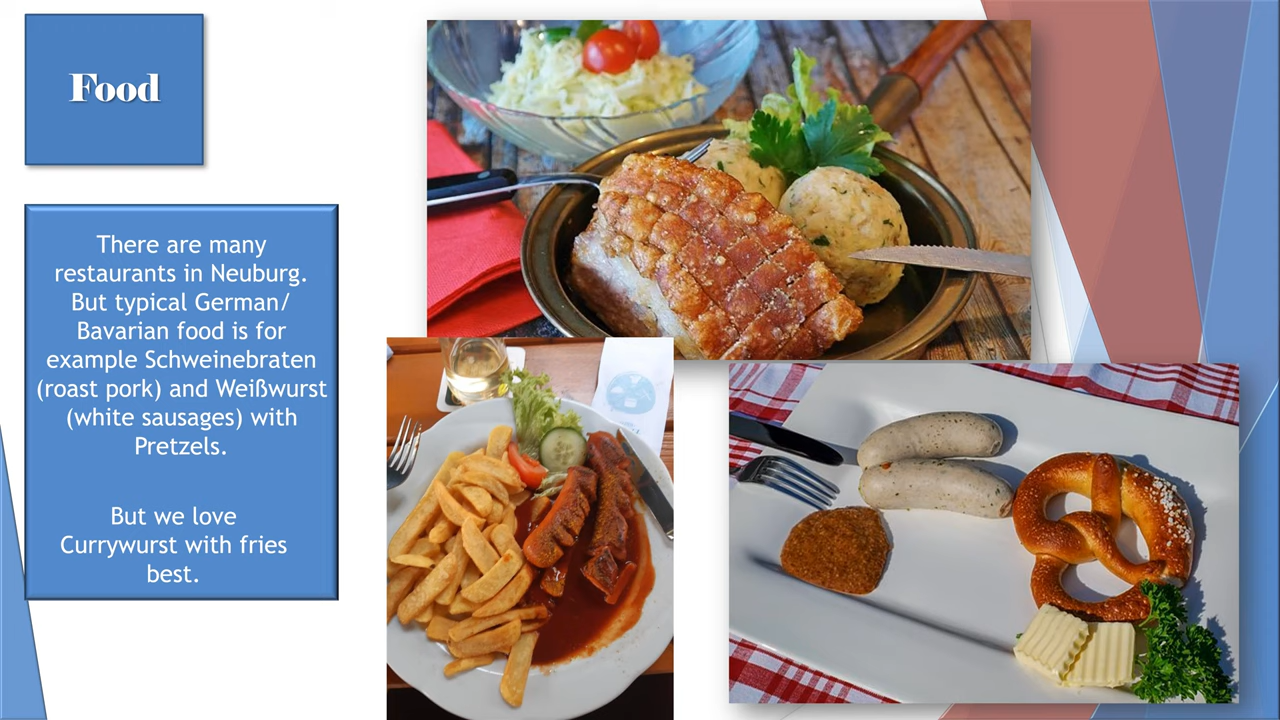 Food
There are many
restaurants in Neuburg.
But typical German/
Bavarian food is for
example Schweinebraten
(roast pork) and Weißwurst
(white sausages) with
Pretzels.
But we love
Currywurst with fries
best.